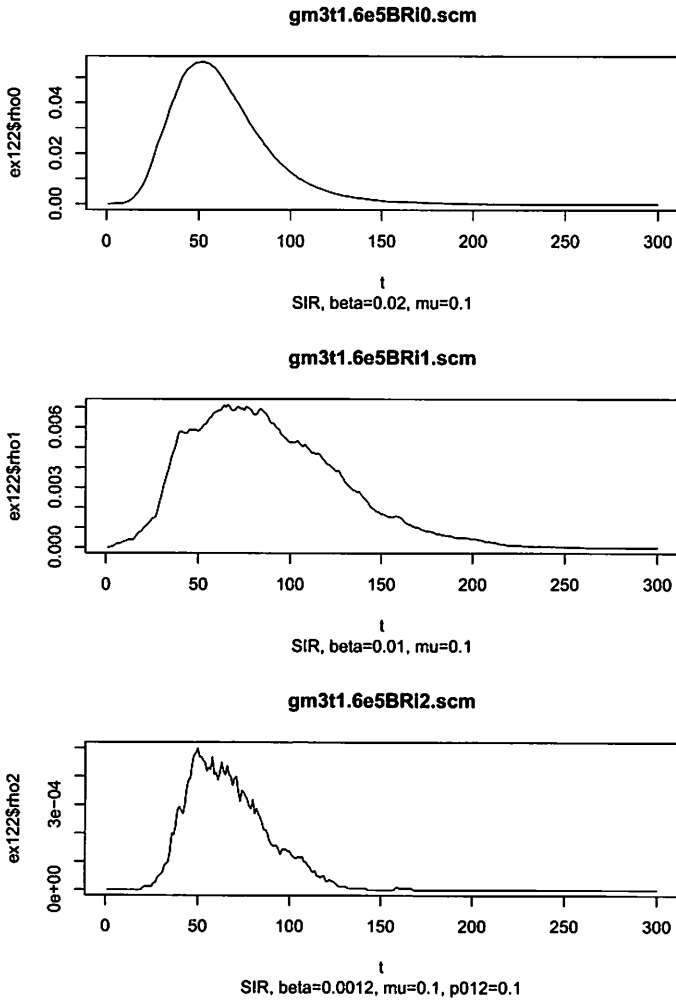 gm3t1.6e5BRi0.scm
ex122$rho0
0.04
0.02
0.00
0 50 100 150 200 250 300
t
SIR, beta=0.02, mu=0.1
gm3t1.6e5BRi1.scm
ex122$rho1
0.006
0.003
0.000
0 50 100 150 200 250 300
t
SIR, beta=0.01, mu=0.1
gm3t1.6e5BRi2.scm
ex122$rho2
3e-04
0e+00
0 50 100 150 200 250 300
t
SIR, beta=0.0012, mu=0.1, p012=0.1